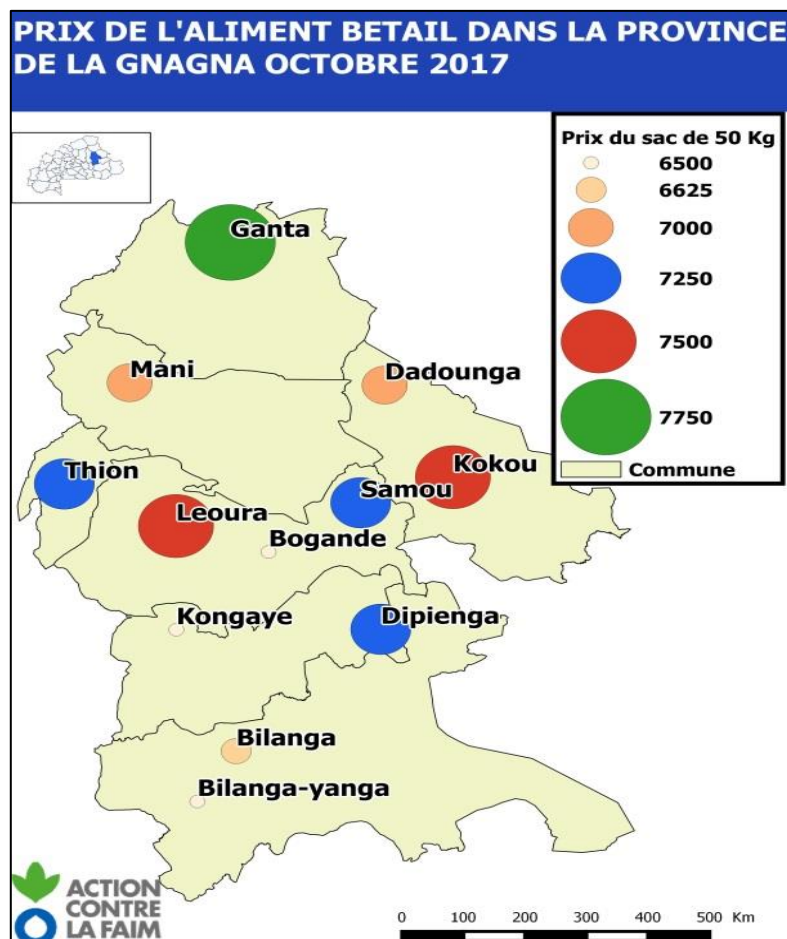 PRIX DE L'ALIMENT BETAIL DANS LA PROVINCE
DE LA GNAGNA OCTOBRE 2017
Prix du sac de 50 Kg
6500
6625
7000
7250
7500
7750
Commune
Ganta
Mani
Dadounga
Thion
Kokou
Samou
Leoura
Bogande
Kongaye
Dipienga
Bilanga
Bilanga-yanga
ACTION
CONTRE
LA FAIM
0 100 200 300 400 500 Km